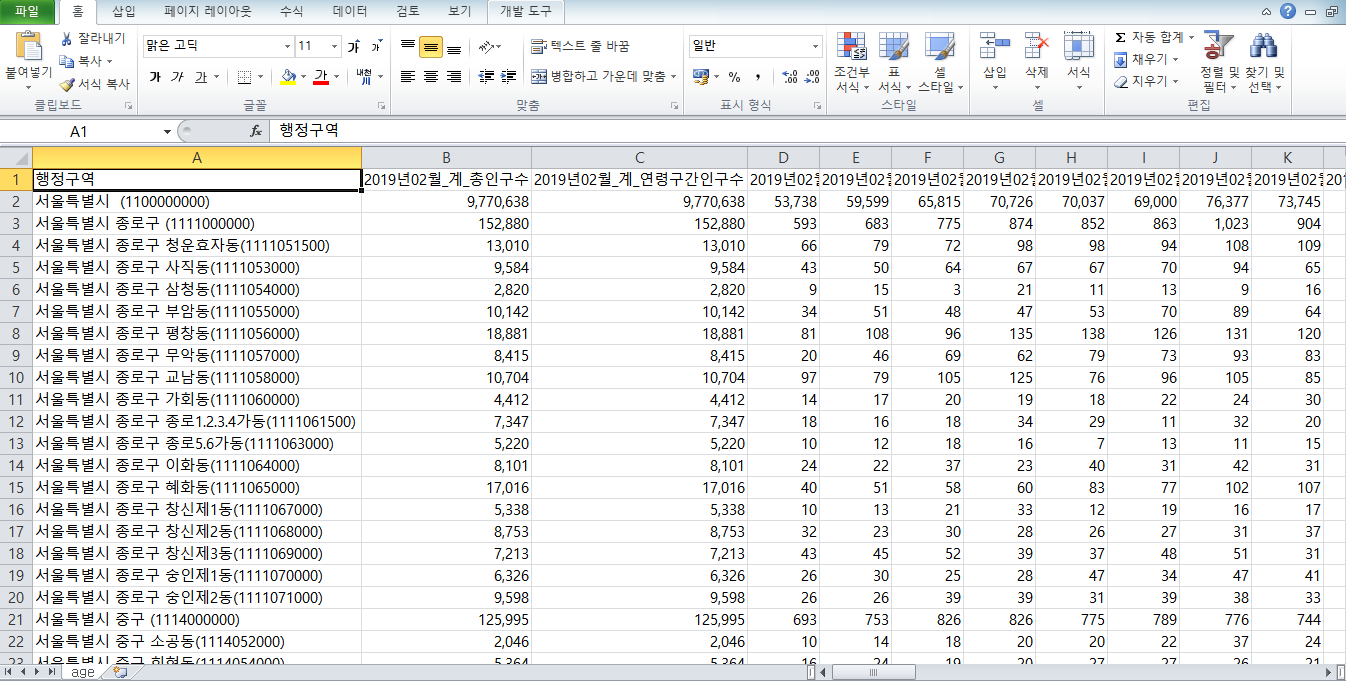 파일 홈 삽입 페이지 레이아웃 수식 데이터 검토 보기 개발 도구
붙여넣기 잘라내기 복사 서식 복사 클립보드
맑은 고딕 11 가 가 가 가 가 가 내천 글꼴
텍스트 줄 바꿈 병합하고 가운데 맞춤 맞춤
일반 % , 표시 형식
조건부 서식 표 서식 셀 스타일 스타일
삽입 삭제 서식 셀
Σ 자동 합계 채우기 지우기 정렬 및 필터 찾기 및 선택 편집
A1 fx 행정구역
A B C D E F G H I J K
1 행정구역 2019년02월_계_총인구수 2019년02월_계_연령구간인구수 2019년02월 2019년02월 2019년02월 2019년02월 2019년02월 2019년02월 2019년02월 2019년02월 201
2 서울특별시 (1100000000) 9,770,638 9,770,638 53,738 59,599 65,815 70,726 70,037 69,000 76,377 73,745
3 서울특별시 종로구 (1111000000) 152,880 152,880 593 683 775 874 852 863 1,023 904
4 서울특별시 종로구 청운효자동(1111051500) 13,010 13,010 66 79 72 98 98 94 108 109
5 서울특별시 종로구 사직동(1111053000) 9,584 9,584 43 50 64 67 67 70 94 65
6 서울특별시 종로구 삼청동(1111054000) 2,820 2,820 9 15 3 21 11 13 9 16
7 서울특별시 종로구 부암동(1111055000) 10,142 10,142 34 51 48 47 53 70 89 64
8 서울특별시 종로구 평창동(1111056000) 18,881 18,881 81 108 96 135 138 126 131 120
9 서울특별시 종로구 무악동(1111057000) 8,415 8,415 20 46 69 62 79 73 93 83
10 서울특별시 종로구 교남동(1111058000) 10,704 10,704 97 79 105 125 76 96 105 85
11 서울특별시 종로구 가회동(1111060000) 4,412 4,412 14 17 20 19 18 22 24 30
12 서울특별시 종로구 종로1.2.3.4가동(1111061500) 7,347 7,347 18 16 18 34 29 11 32 20
13 서울특별시 종로구 종로5.6가동(1111063000) 5,220 5,220 10 12 18 16 7 13 11 15
14 서울특별시 종로구 이화동(1111064000) 8,101 8,101 24 22 37 23 40 31 42 31
15 서울특별시 종로구 혜화동(1111065000) 17,016 17,016 40 51 58 60 83 77 102 107
16 서울특별시 종로구 창신제1동(1111067000) 5,338 5,338 10 13 21 33 12 19 16 17
17 서울특별시 종로구 창신제2동(1111068000) 8,753 8,753 32 23 30 28 26 27 31 37
18 서울특별시 종로구 창신제3동(1111069000) 7,213 7,213 43 45 52 39 37 48 51 31
19 서울특별시 종로구 숭인제1동(1111070000) 6,326 6,326 26 30 25 28 47 34 47 41
20 서울특별시 종로구 숭인제2동(1111071000) 9,598 9,598 26 26 39 39 31 39 38 33
21 서울특별시 중구 (1114000000) 125,995 125,995 693 753 826 826 775 789 776 744
22 서울특별시 중구 소공동(1114052000) 2,046 2,046 10 14 18 20 20 22 37 24
23 서울특별시 중구 회현동(1114054000) 5,364 5,364 16 24 19 20 27 27 26 21
age